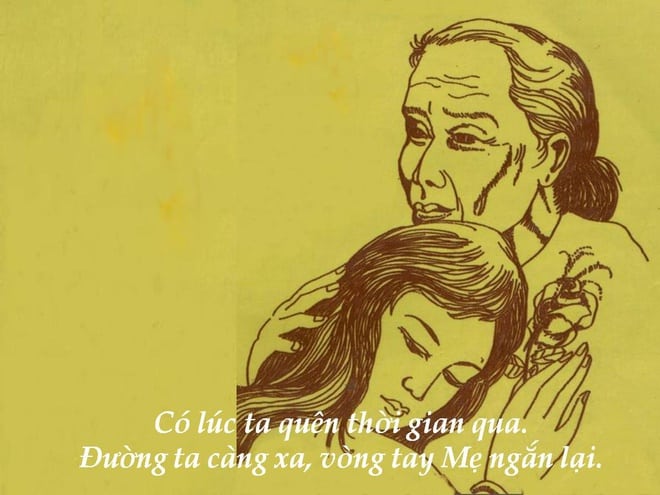 Có lúc ta quên thời gian qua.
Đường ta càng xa, vòng tay Mẹ ngắn lại.